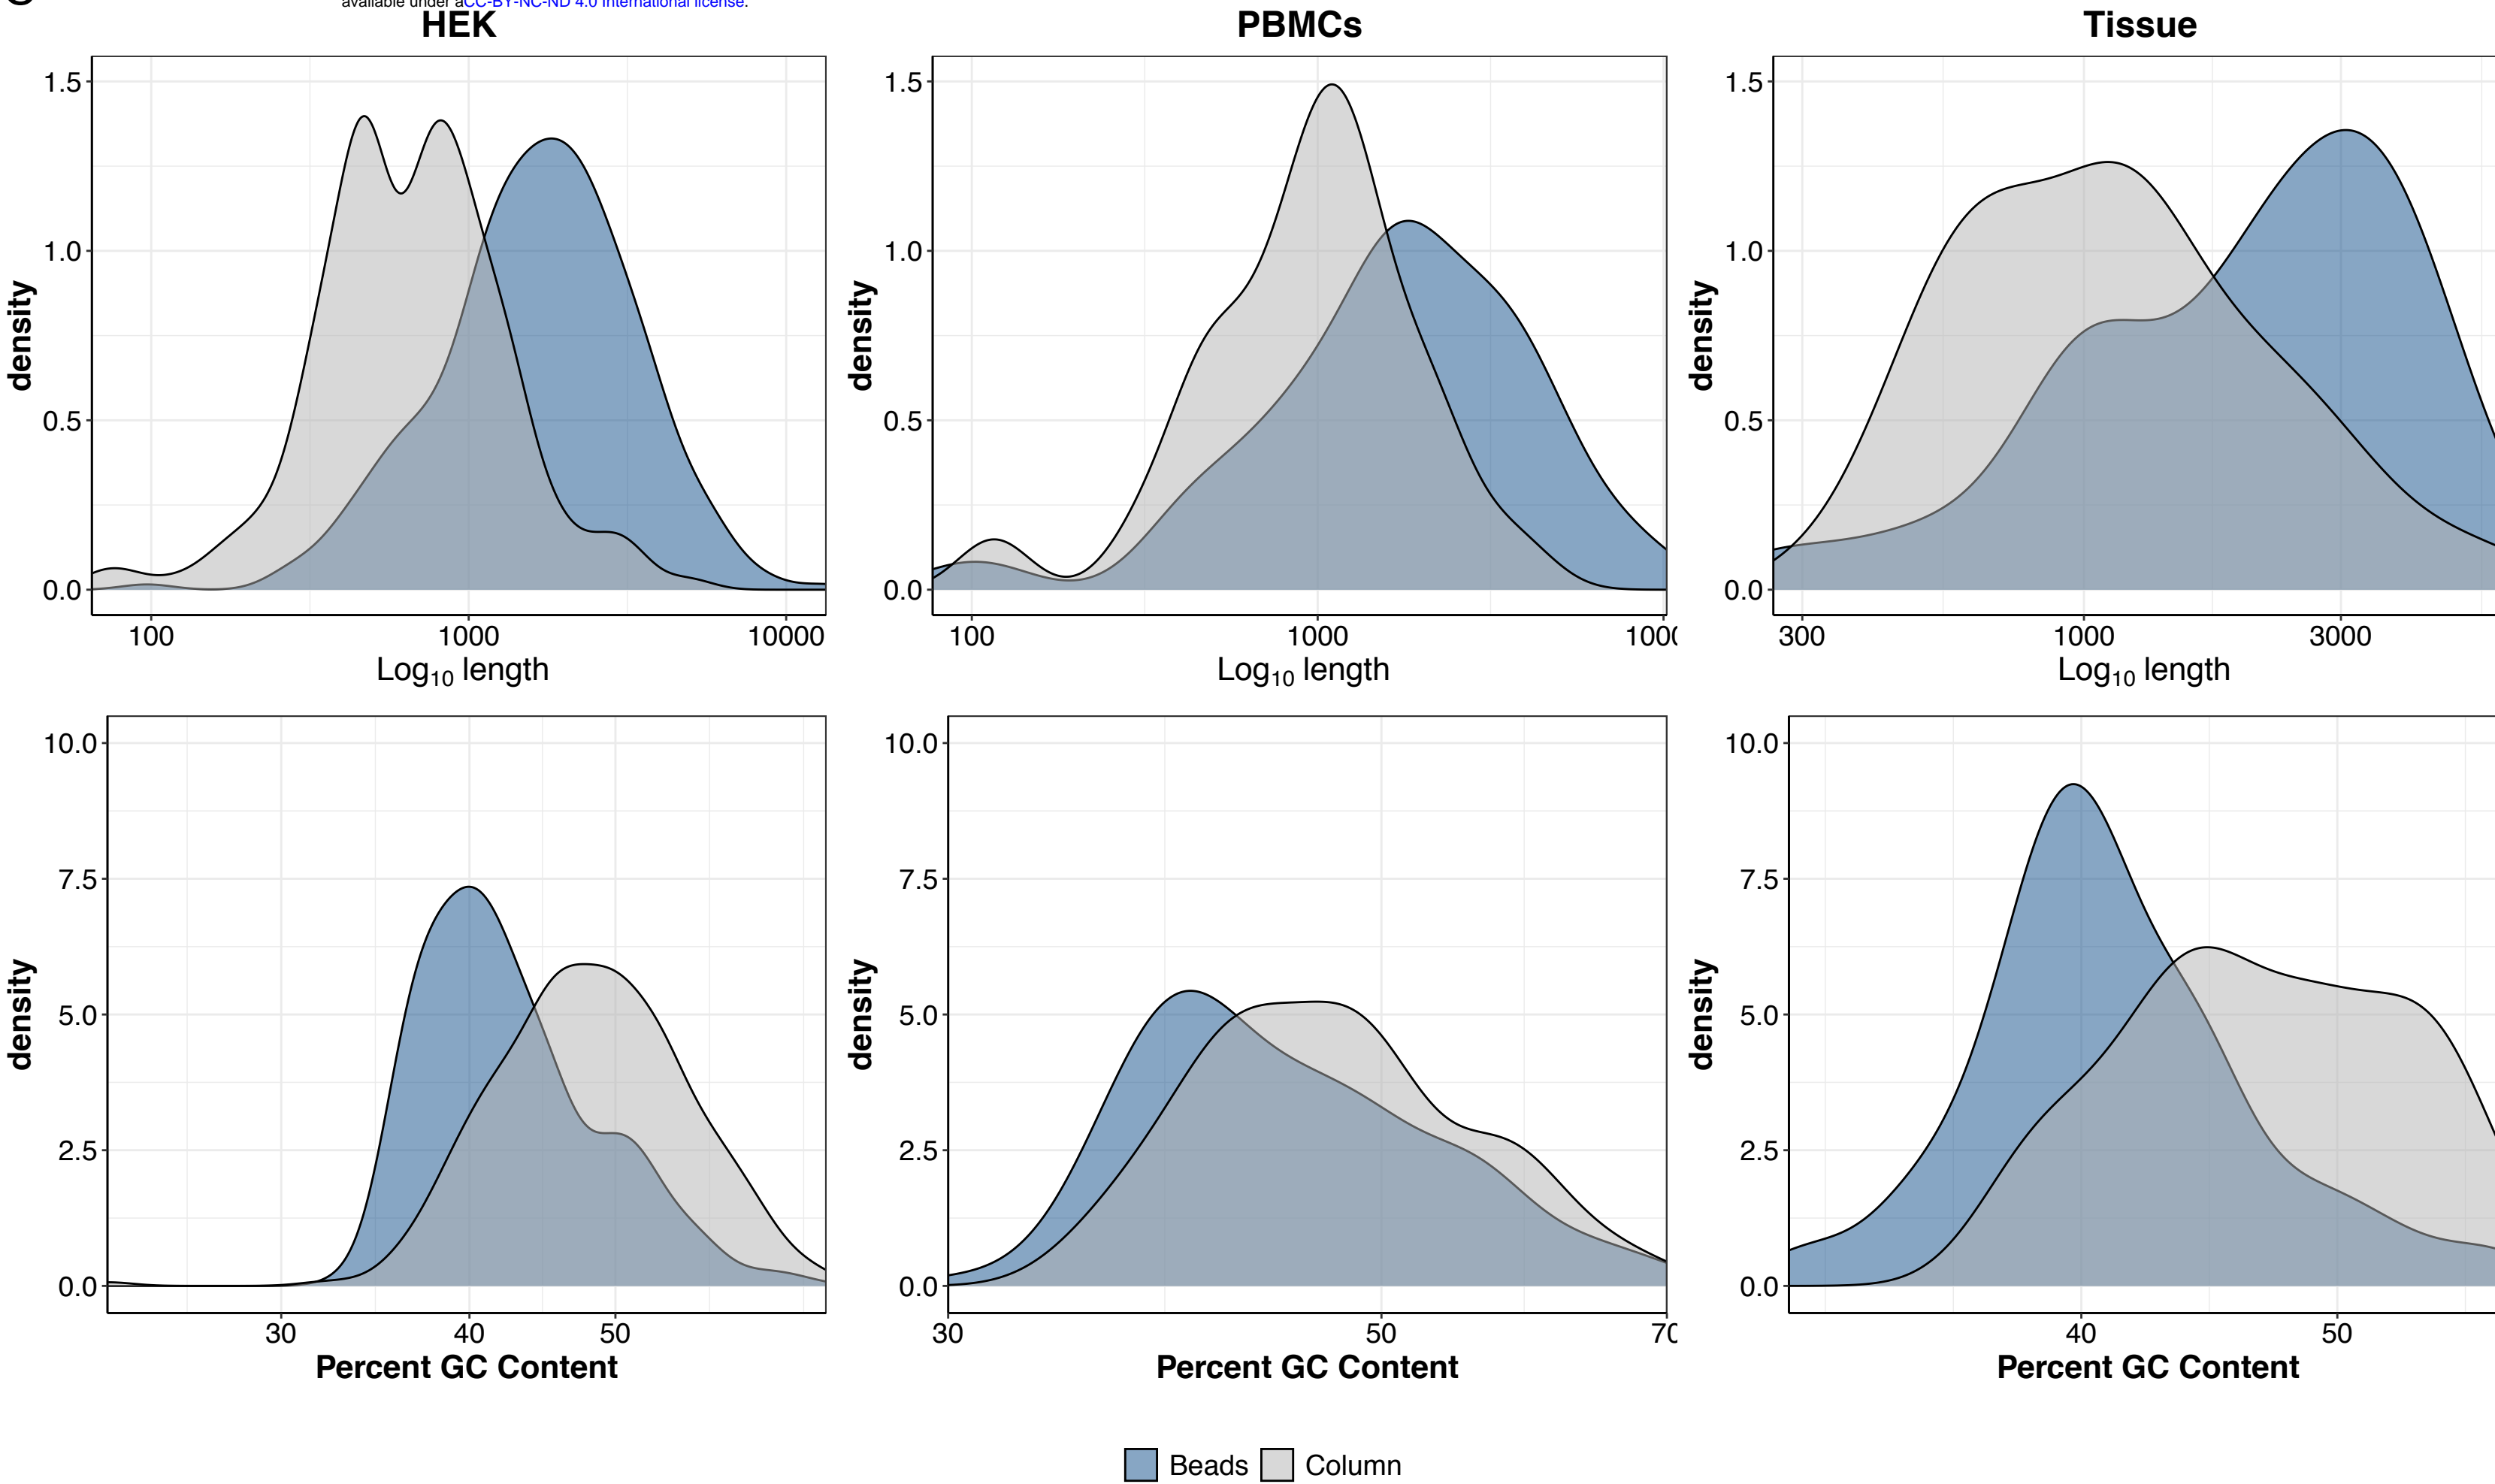 available under aCC-BY-NC-ND 4.0 International license.
HEK PBMCs Tissue
1.5 1.5 1.5
1.0 1.0 1.0
density density density
0.5 0.5 0.5
0.0 0.0 0.0
100 1000 10000 100 1000 1000 300 1000 3000
Log10 length Log10 length Log10 length
10.0 10.0 10.0
7.5 7.5 7.5
density density density
5.0 5.0 5.0
2.5 2.5 2.5
0.0 0.0 0.0
30 40 50 30 50 70 40 50
Percent GC Content Percent GC Content Percent GC Content
Beads Column